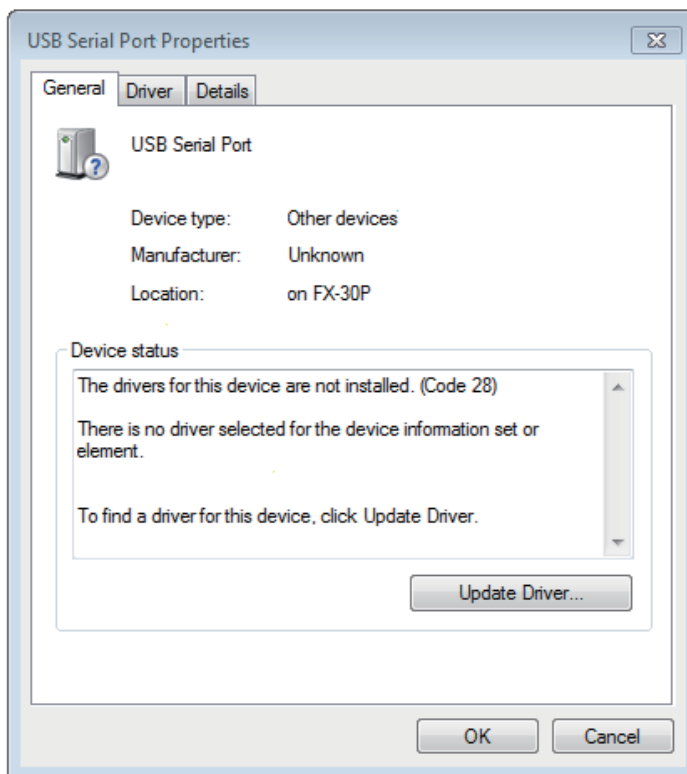 USB Serial Port Properties
General Driver Details
USB Serial Port
Device type: Other devices
Manufacturer: Unknown
Location: on FX-30P
Device status
The drivers for this device are not installed. (Code 28)
There is no driver selected for the device information set or
element.
To find a driver for this device, click Update Driver.
Update Driver...
OK Cancel